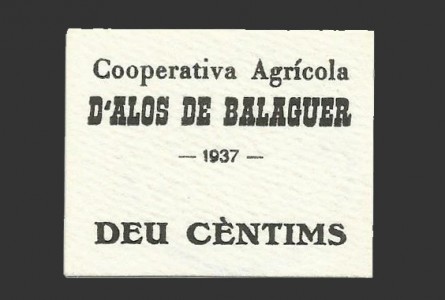 Cooperativa Agrícola
D'ALOS DE BALAGUER
— 1937 —
DEU CÈNTIMS